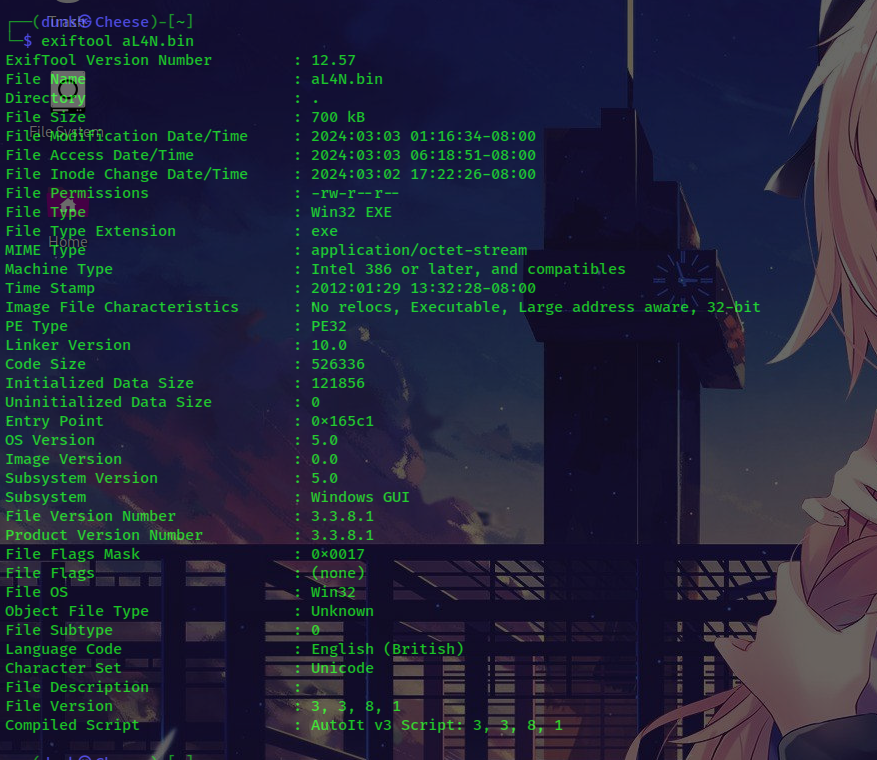 ┌──(dunk㉿Cheese)-[~]
└─$ exiftool aL4N.bin
ExifTool Version Number : 12.57
File Name : aL4N.bin
Directory : .
File Size : 700 kB
File Modification Date/Time : 2024:03:03 01:16:34-08:00
File Access Date/Time : 2024:03:03 06:18:51-08:00
File Inode Change Date/Time : 2024:03:02 17:22:26-08:00
File Permissions : -rw-r--r--
File Type : Win32 EXE
File Type Extension : exe
MIME Type : application/octet-stream
Machine Type : Intel 386 or later, and compatibles
Time Stamp : 2012:01:29 13:32:28-08:00
Image File Characteristics : No relocs, Executable, Large address aware, 32-bit
PE Type : PE32
Linker Version : 10.0
Code Size : 526336
Initialized Data Size : 121856
Uninitialized Data Size : 0
Entry Point : 0×165c1
OS Version : 5.0
Image Version : 0.0
Subsystem Version : 5.0
Subsystem : Windows GUI
File Version Number : 3.3.8.1
Product Version Number : 3.3.8.1
File Flags Mask : 0×0017
File Flags : (none)
File OS : Win32
Object File Type : Unknown
File Subtype : 0
Language Code : English (British)
Character Set : Unicode
File Description :
File Version : 3, 3, 8, 1
Compiled Script : AutoIt v3 Script: 3, 3, 8, 1
Trash
File System
Home